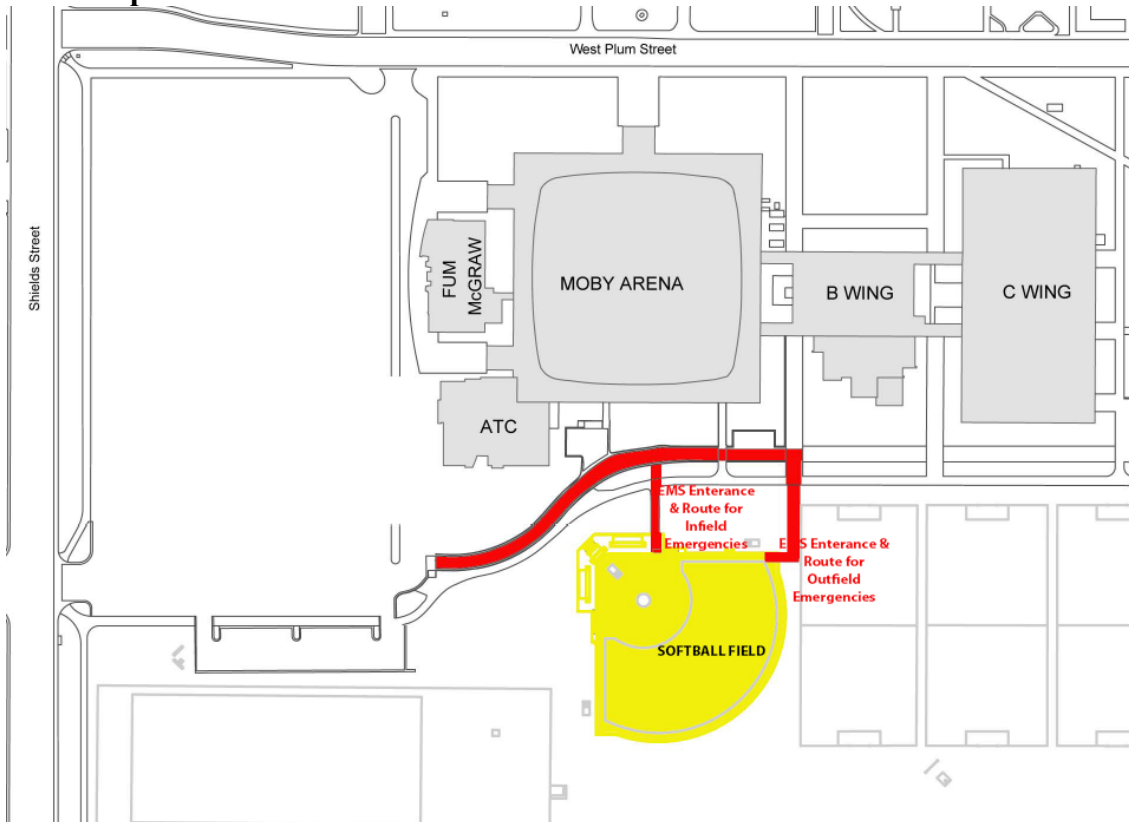 West Plum Street
Shields Street
FUM
McGRAW
MOBY ARENA
B WING
C WING
ATC
EMS Enterance
& Route for
Infield
Emergencies
EMS Enterance &
Route for
Outfield
Emergencies
SOFTBALL FIELD